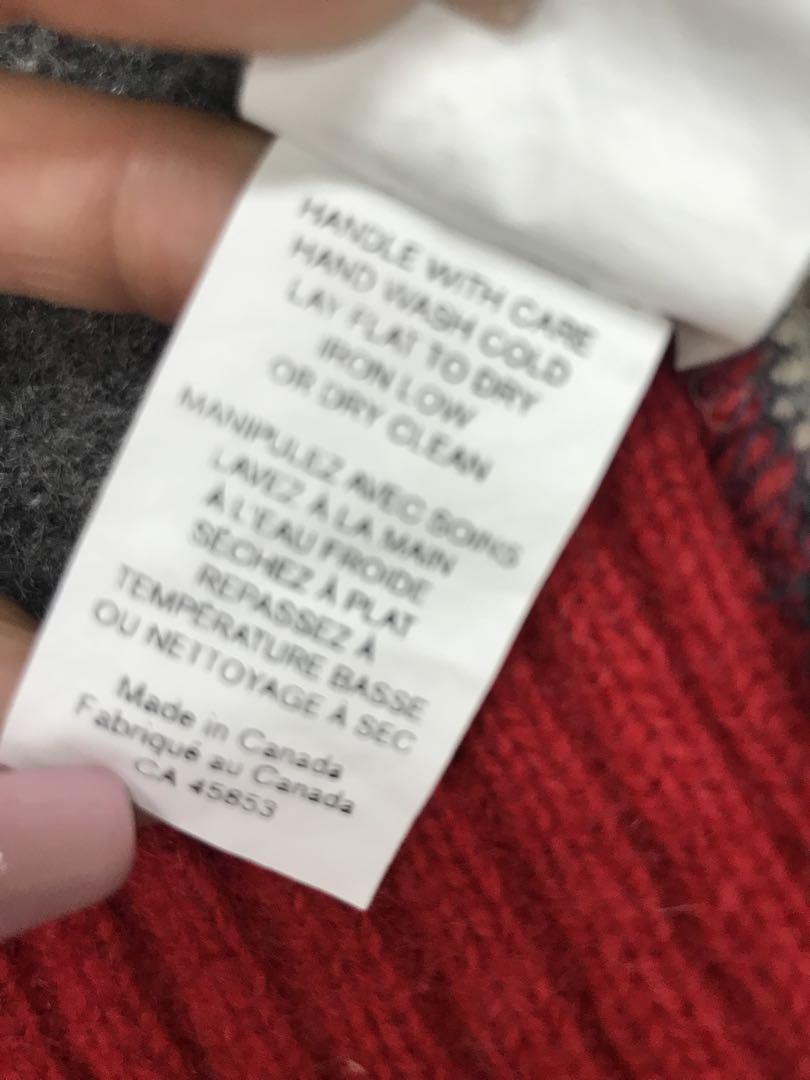 HANDLE WITH CARE
HAND WASH COLD
LAY FLAT TO DRY
IRON LOW
OR DRY CLEAN
MANIPULEZ AVEC SOINS
LAVEZ À LA MAIN
À L'EAU FROIDE
SÉCHEZ À PLAT
REPASSEZ À
TEMPÉRATURE BASSE
OU NETTOYAGE À SEC
Made in Canada
Fabriqué au Canada
CA 45853